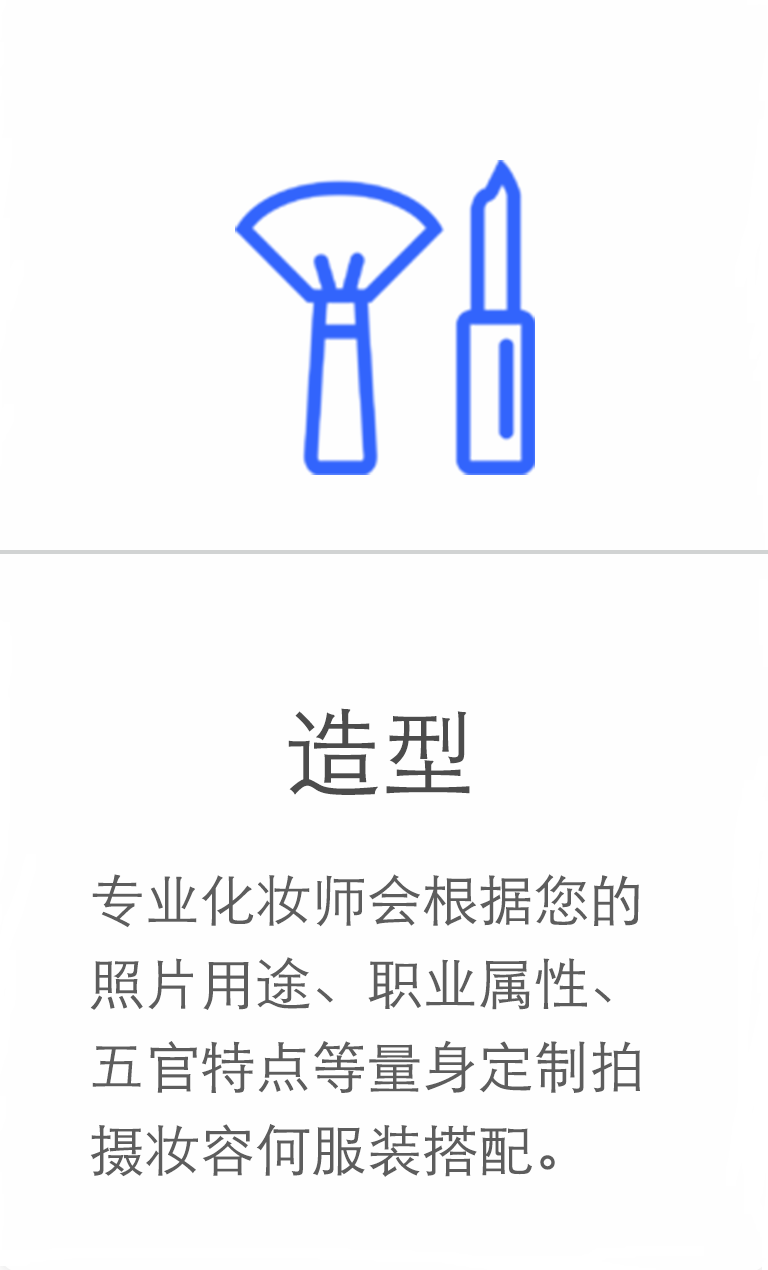 造型
专业化妆师会根据您的
照片用途、职业属性、
五官特点等量身定制拍
摄妆容何服装搭配。